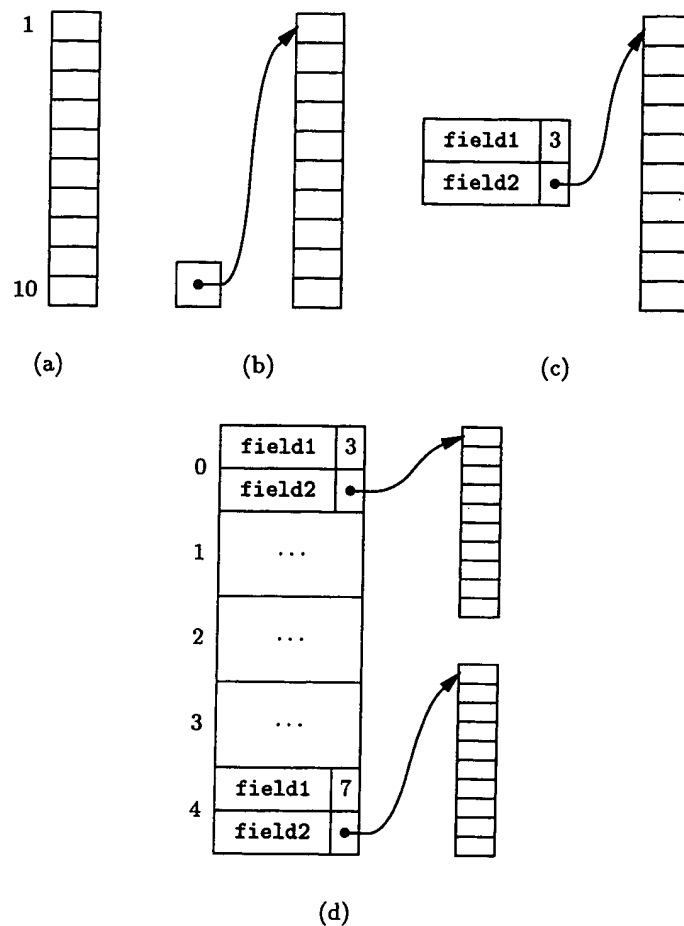 1
10
(a)
(b)
field1 3
field2
(c)
0
field1 3
field2
1
...
2
...
3
...
4
field1 7
field2
(d)